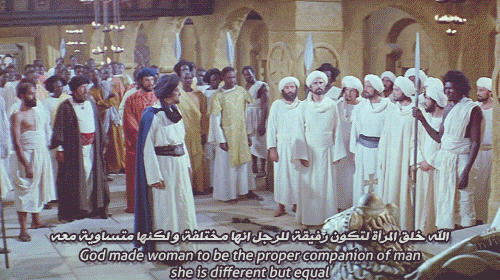 الله خلق المرأة لتكون رفيقة للرجل انها مختلفة ولكنها متساوية معه
God made woman to be the proper companion of man
she is different but equal